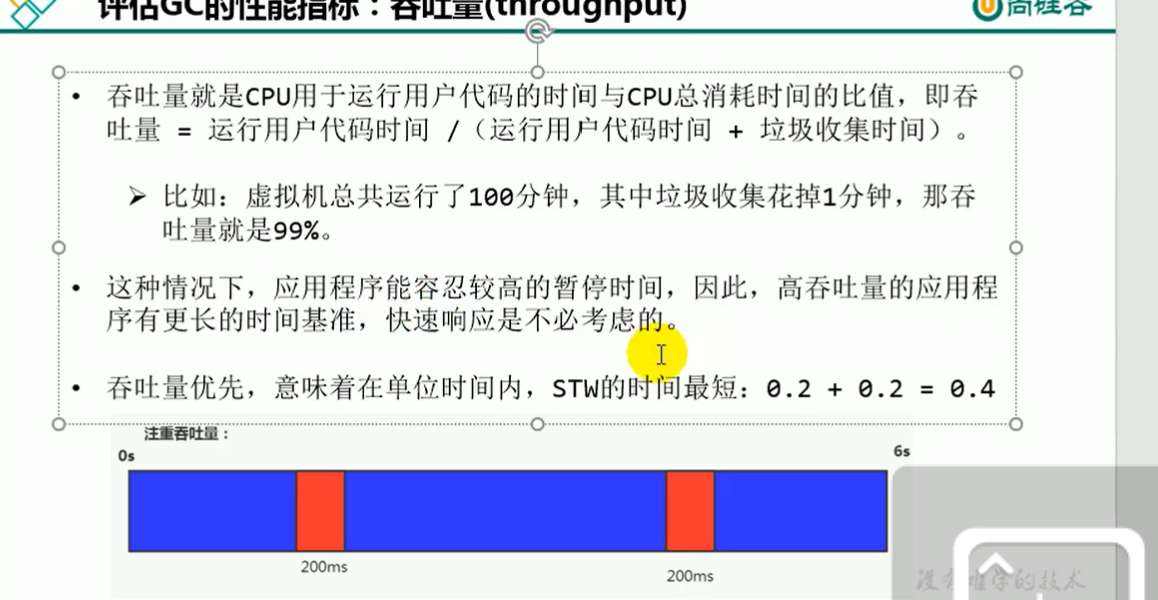 评估GC的性能指标：吞吐量(throughput)
尚硅谷
• 吞吐量就是CPU用于运行用户代码的时间与CPU总消耗时间的比值，即吞
吐量 = 运行用户代码时间 /（运行用户代码时间 + 垃圾收集时间）。
➢ 比如：虚拟机总共运行了100分钟，其中垃圾收集花掉1分钟，那吞
吐量就是99%。
• 这种情况下，应用程序能容忍较高的暂停时间，因此，高吞吐量的应用程
序有更长的时间基准，快速响应是不必考虑的。
• 吞吐量优先，意味着在单位时间内，STW的时间最短：0.2 + 0.2 = 0.4
注重吞吐量：
0s
6s
200ms
200ms
没有难学的技术